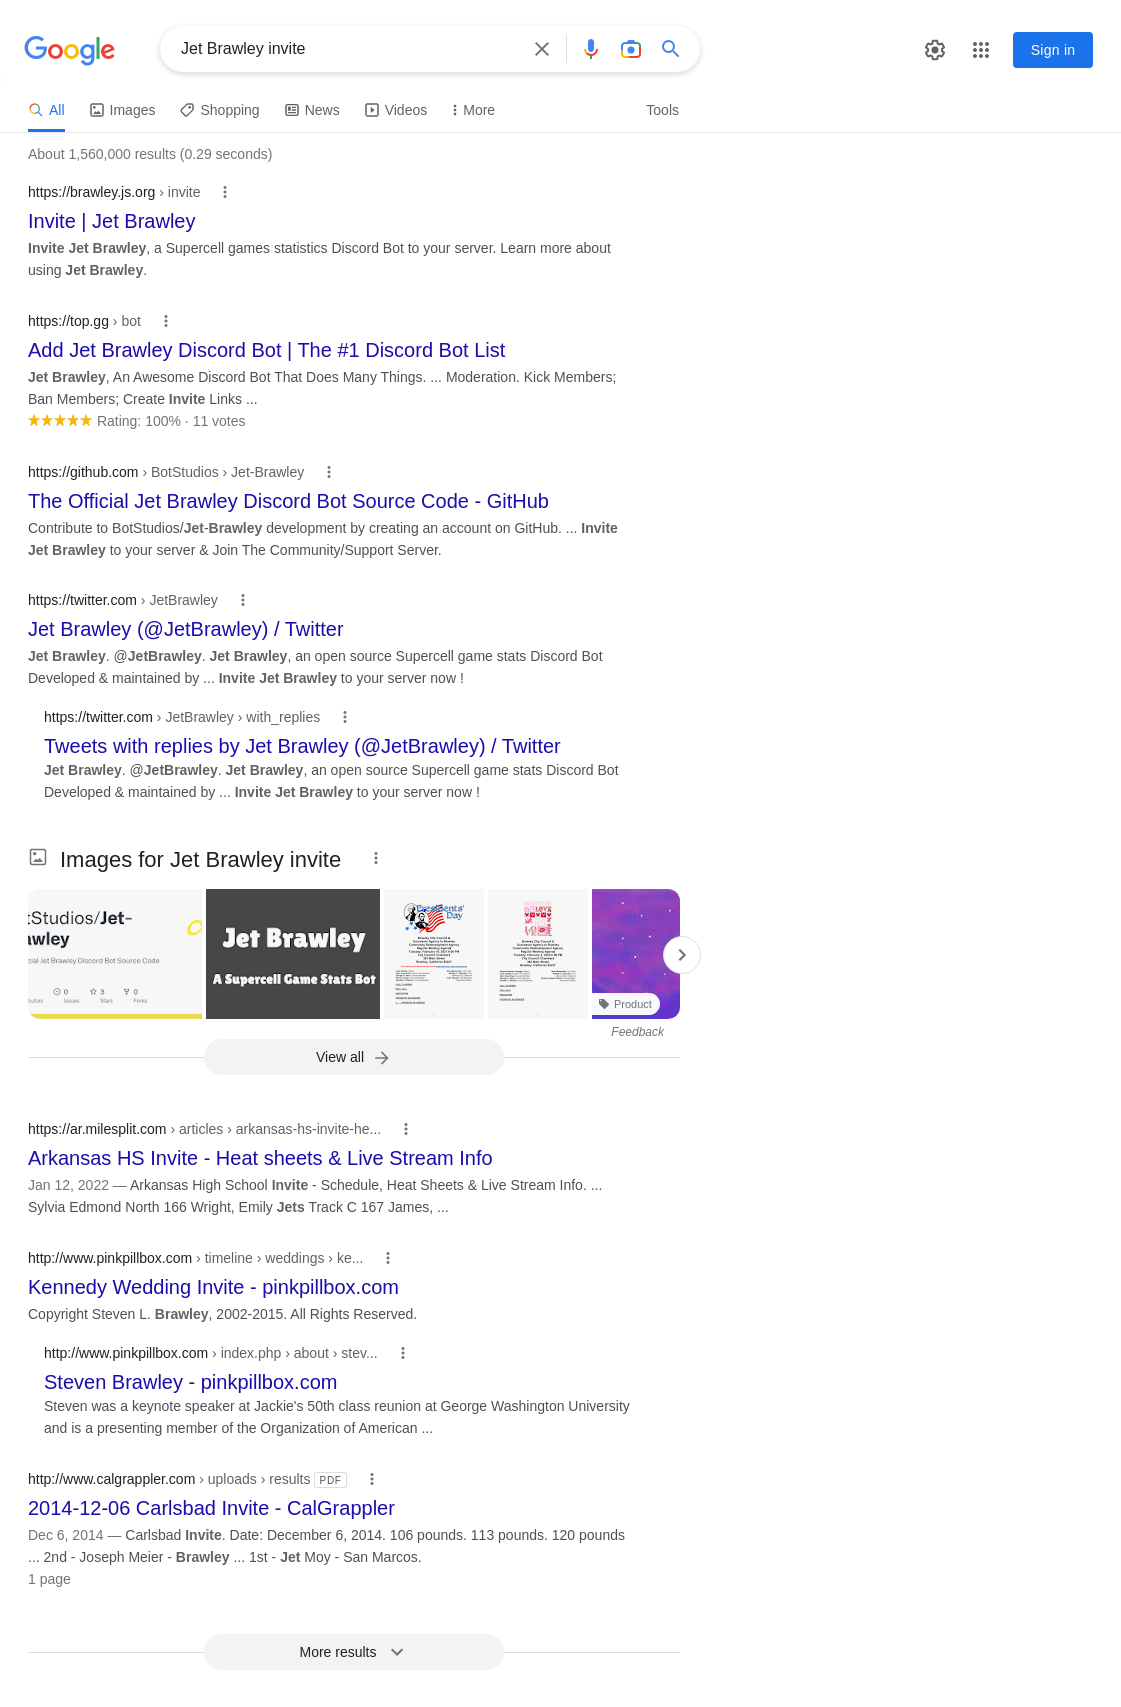 Google
Jet Brawley invite
Sign in
All
Images
Shopping
News
Videos
More
Tools
About 1,560,000 results (0.29 seconds)
https://brawley.js.org › invite
Invite | Jet Brawley
Invite Jet Brawley, a Supercell games statistics Discord Bot to your server. Learn more about
using Jet Brawley.
https://top.gg › bot
Add Jet Brawley Discord Bot | The #1 Discord Bot List
Jet Brawley, An Awesome Discord Bot That Does Many Things. ... Moderation. Kick Members;
Ban Members; Create Invite Links ...
Rating: 100% · 11 votes
https://github.com › BotStudios › Jet-Brawley
The Official Jet Brawley Discord Bot Source Code - GitHub
Contribute to BotStudios/Jet-Brawley development by creating an account on GitHub. ... Invite
Jet Brawley to your server & Join The Community/Support Server.
https://twitter.com › JetBrawley
Jet Brawley (@JetBrawley) / Twitter
Jet Brawley. @JetBrawley. Jet Brawley, an open source Supercell game stats Discord Bot
Developed & maintained by ... Invite Jet Brawley to your server now !
https://twitter.com › JetBrawley › with_replies
Tweets with replies by Jet Brawley (@JetBrawley) / Twitter
Jet Brawley. @JetBrawley. Jet Brawley, an open source Supercell game stats Discord Bot
Developed & maintained by ... Invite Jet Brawley to your server now !
Images for Jet Brawley invite
tStudios/Jet-
awley
cial Jet Brawley Discord Bot Source Code
0
3
0
Issues
Stars
Forks
Jet Brawley
A Supercell Game Stats Bot
Presidents'
Day
Product
Feedback
View all
https://ar.milesplit.com › articles › arkansas-hs-invite-he...
Arkansas HS Invite - Heat sheets & Live Stream Info
Jan 12, 2022 — Arkansas High School Invite - Schedule, Heat Sheets & Live Stream Info. ...
Sylvia Edmond North 166 Wright, Emily Jets Track C 167 James, ...
http://www.pinkpillbox.com › timeline › weddings › ke...
Kennedy Wedding Invite - pinkpillbox.com
Copyright Steven L. Brawley, 2002-2015. All Rights Reserved.
http://www.pinkpillbox.com › index.php › about › stev...
Steven Brawley - pinkpillbox.com
Steven was a keynote speaker at Jackie's 50th class reunion at George Washington University
and is a presenting member of the Organization of American ...
http://www.calgrappler.com › uploads › results PDF
2014-12-06 Carlsbad Invite - CalGrappler
Dec 6, 2014 — Carlsbad Invite. Date: December 6, 2014. 106 pounds. 113 pounds. 120 pounds
... 2nd - Joseph Meier - Brawley ... 1st - Jet Moy - San Marcos.
1 page
More results